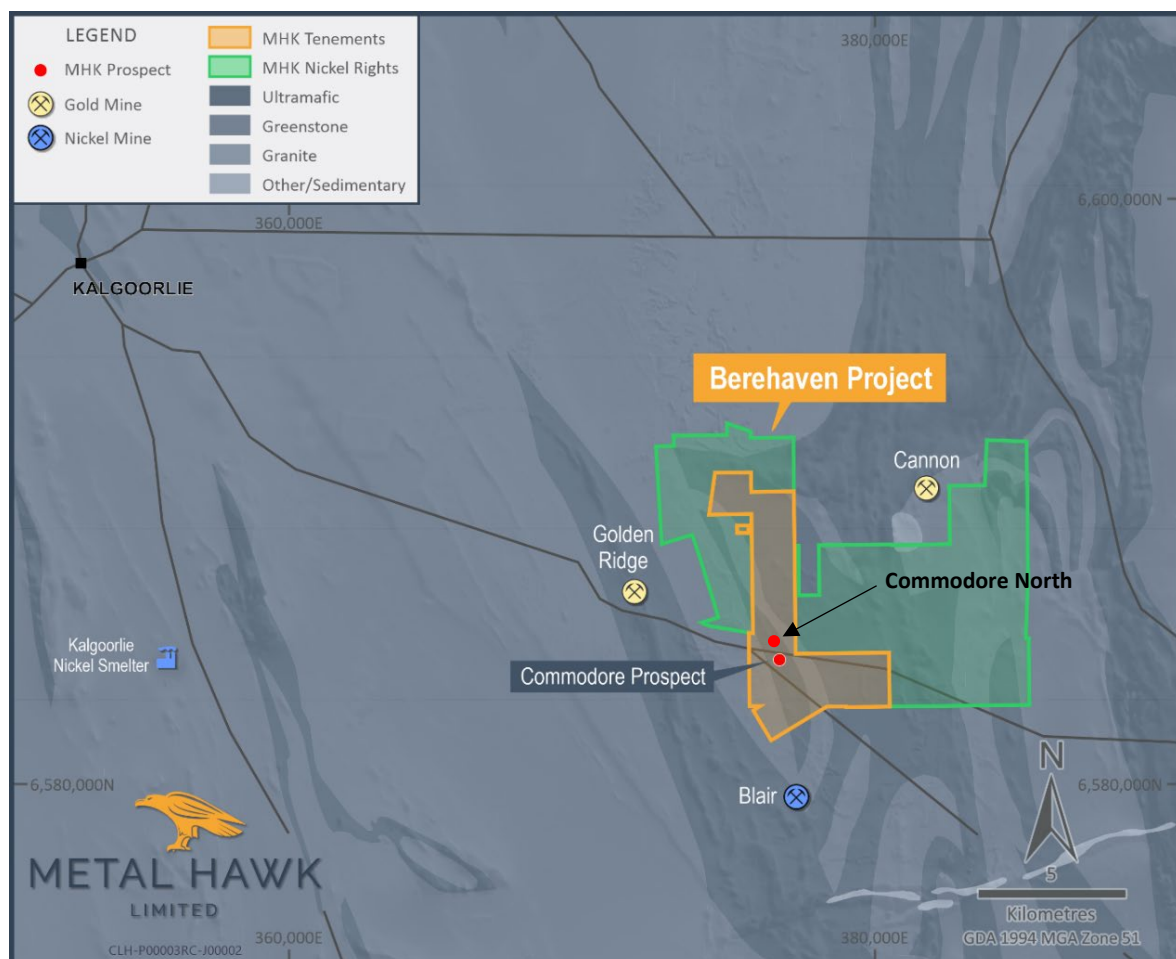 LEGEND
MHK Prospect
Gold Mine
Nickel Mine
MHK Tenements
MHK Nickel Rights
Ultramafic
Greenstone
Granite
Other/Sedimentary
380,000E
6,600,000N
360,000E
KALGOORLIE
Berehaven Project
Cannon
Golden
Ridge
Commodore North
Kalgoorlie
Nickel Smelter
Commodore Prospect
6,580,000N
Blair
6,580,000N
N
METAL HAWK
LIMITED
5
Kilometres
GDA 1994 MGA Zone 51
CLH-P00003RC-J00002
360,000E
380,000E